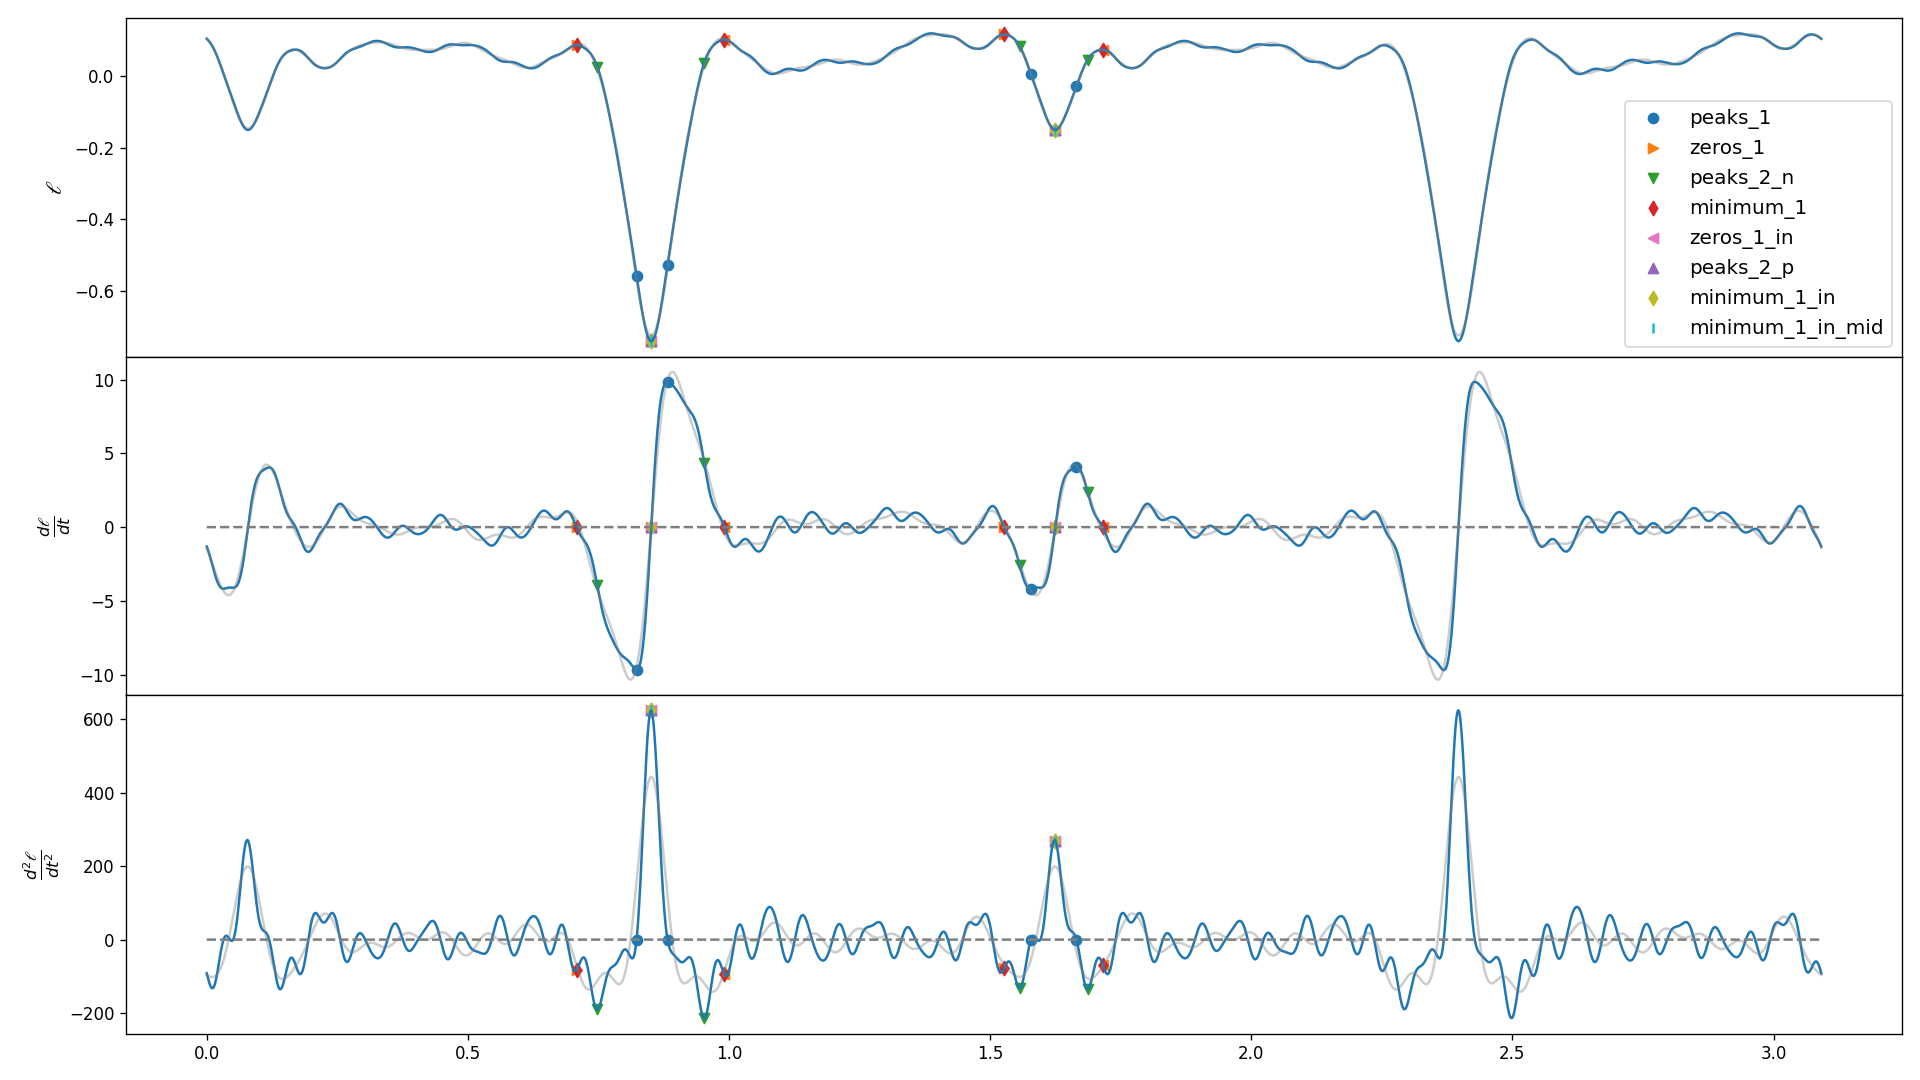 0.0
−0.2
−0.4
−0.6
ℓ
peaks_1
zeros_1
peaks_2_n
minimum_1
zeros_1_in
peaks_2_p
minimum_1_in
minimum_1_in_mid
10
5
0
−5
−10
dℓ
dt
600
400
200
0
−200
d²ℓ
dt²
0.0 0.5 1.0 1.5 2.0 2.5 3.0